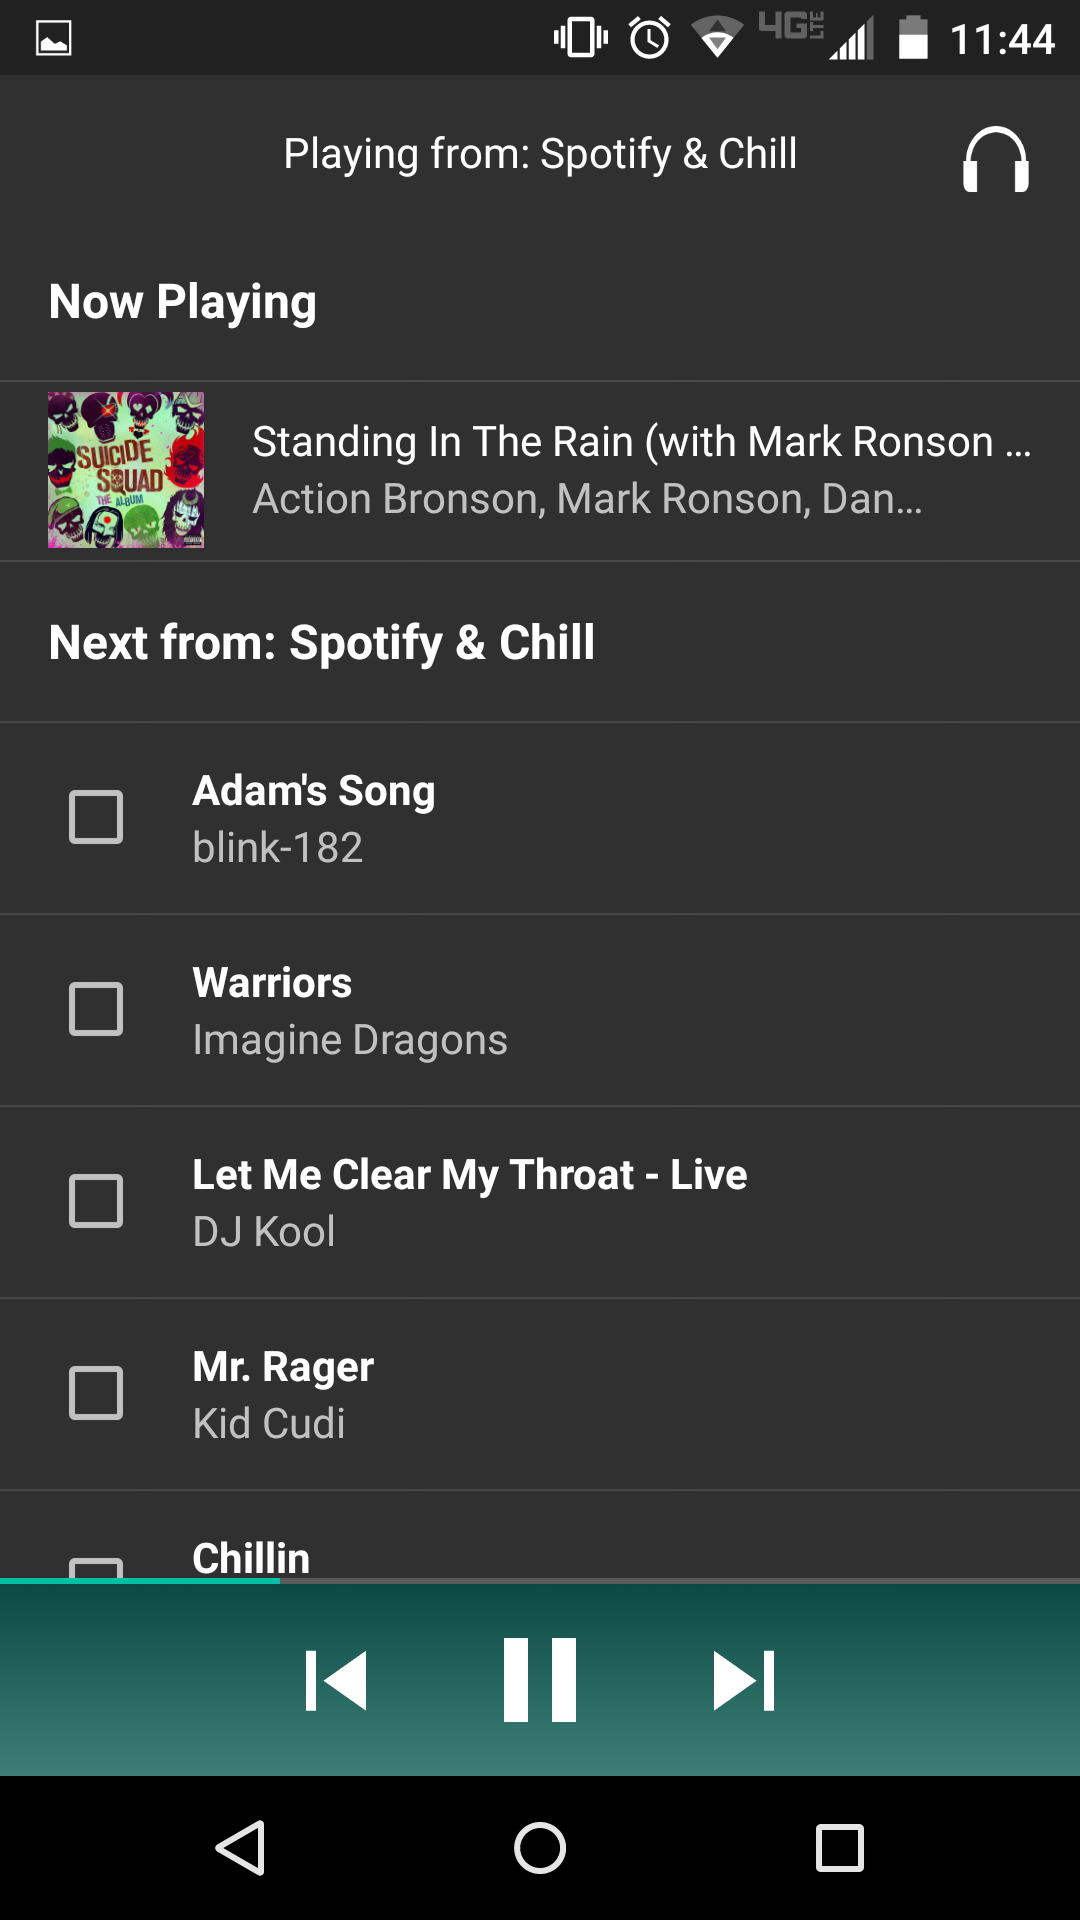 4G LTE 11:44
Playing from: Spotify & Chill
Now Playing
SUICIDE
SQUAD
THE ALBUM
Standing In The Rain (with Mark Ronson ...
Action Bronson, Mark Ronson, Dan...
Next from: Spotify & Chill
Adam's Song
blink-182
Warriors
Imagine Dragons
Let Me Clear My Throat - Live
DJ Kool
Mr. Rager
Kid Cudi
Chillin